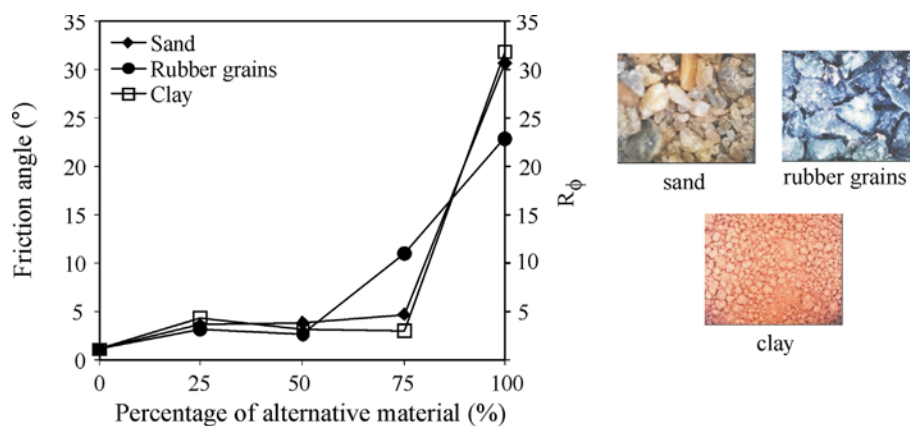 Friction angle (°)
35
30
25
20
15
10
5
0
Sand
Rubber grains
Clay
35
30
25
20
15
10
5
0
Rϕ
0
25
50
75
100
Percentage of alternative material (%)
sand
rubber grains
clay